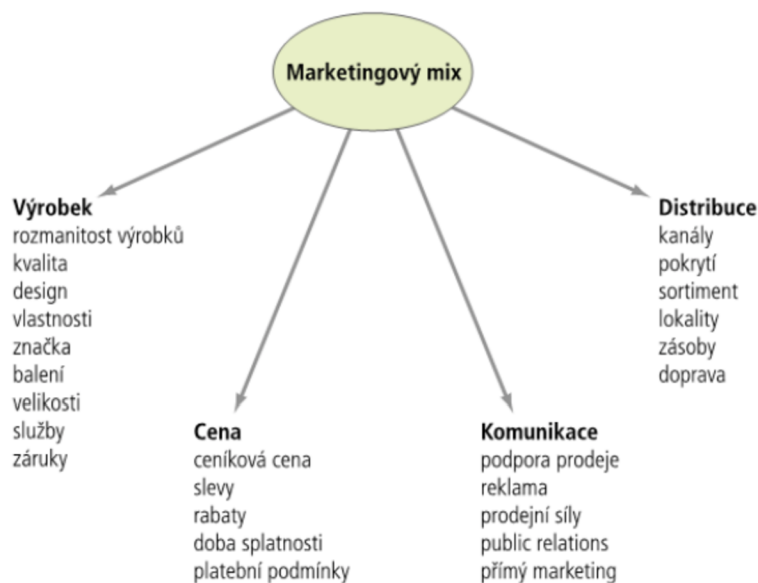 Marketingový mix
Výrobek
rozmanitost výrobků
kvalita
design
vlastnosti
značka
balení
velikosti
služby
záruky
Cena
ceníková cena
slevy
rabaty
doba splatnosti
platební podmínky
Komunikace
podpora prodeje
reklama
prodejní síly
public relations
přímý marketing
Distribuce
kanály
pokrytí
sortiment
lokality
zásoby
doprava